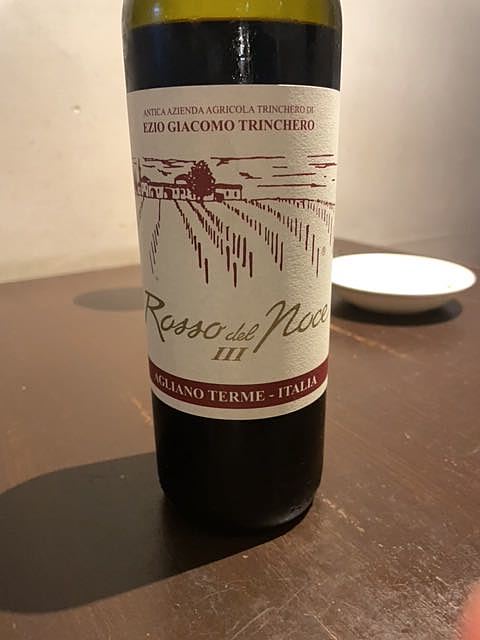 ANTICA AZIENDA AGRICOLA TRINCHERO DI
EZIO GIACOMO TRINCHERO
Rosso del Noce
III
AGLIANO TERME - ITALIA